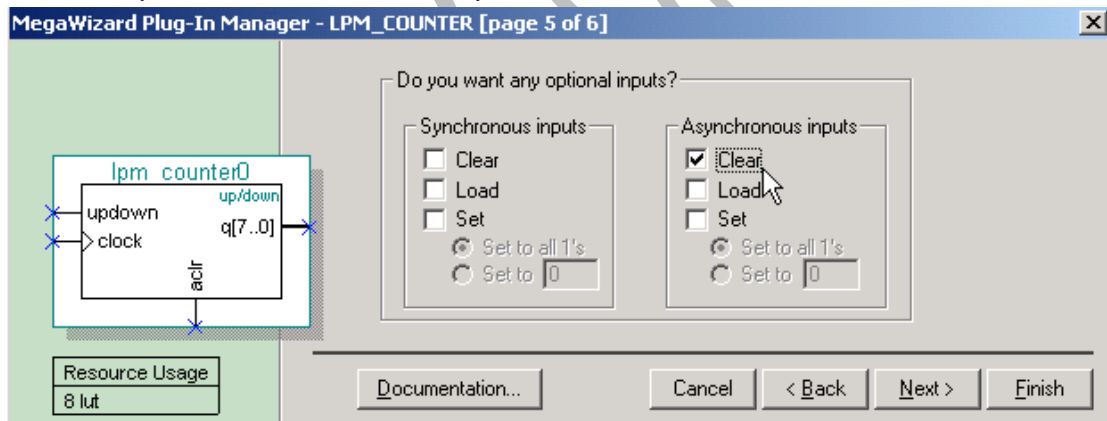 MegaWizard Plug-In Manager - LPM_COUNTER [page 5 of 6]
lpm_counter0
up/down
updown
clock
q[7..0]
aclr
Resource Usage
8 lut
Do you want any optional inputs?
Synchronous inputs
Clear
Load
Set
Set to all 1's
Set to 0
Asynchronous inputs
Clear
Load
Set
Set to all 1's
Set to 0
Documentation...
Cancel
< Back
Next >
Finish